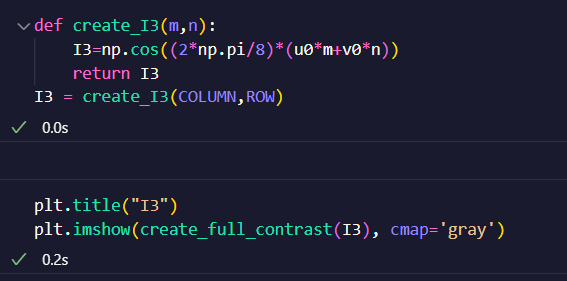 def create_I3(m,n):
    I3=np.cos((2*np.pi/8)*(u0*m+v0*n))
    return I3
I3 = create_I3(COLUMN,ROW)
0.0s
plt.title("I3")
plt.imshow(create_full_contrast(I3), cmap='gray')
0.2s